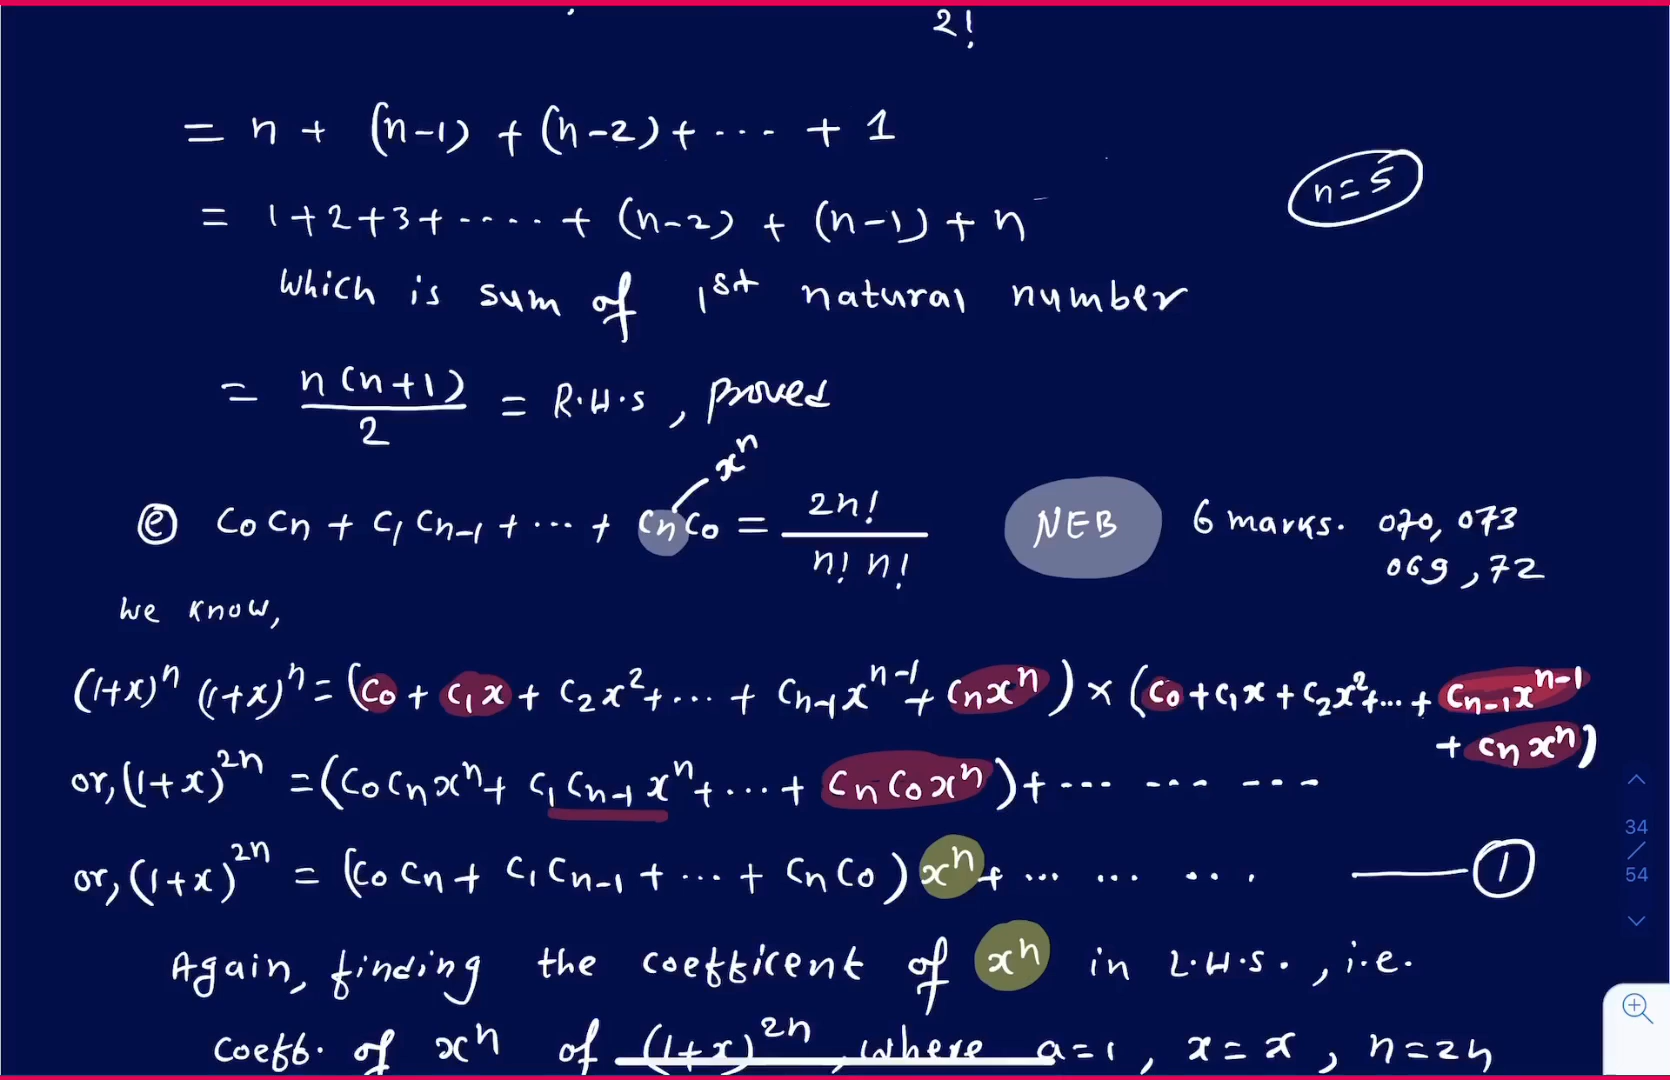 2!
= n + (n-1) + (n-2) + ... + 1
n=5
= 1+2+3+ ..... + (n-2) + (n-1) + n
which is sum of 1st natural number
= n(n+1)/2 = R.H.S, proved
xⁿ
(e) C₀Cₙ + C₁Cₙ₋₁ + ... + CₙC₀ = 2n!/n! n! NEB 6 marks. 070, 073
069, 72
we know,
(1+x)ⁿ (1+x)ⁿ = (C₀ + C₁x + C₂x² + ... + Cₙ₋₁xⁿ⁻¹ + Cₙxⁿ) × (C₀ + C₁x + C₂x² + ... + Cₙ₋₁xⁿ⁻¹
+ Cₙxⁿ)
or, (1+x)²ⁿ = (C₀Cₙxⁿ + C₁Cₙ₋₁xⁿ + ... + CₙC₀xⁿ) + ... ... ...
or, (1+x)²ⁿ = (C₀Cₙ + C₁Cₙ₋₁ + ... + CₙC₀) xⁿ + ... ... ... —— ①
Again, finding the coefficent of xⁿ in L.H.S., i.e.
coeff. of xⁿ of (1+x)²ⁿ, where a=1, x=x, n=2n
34
/
54